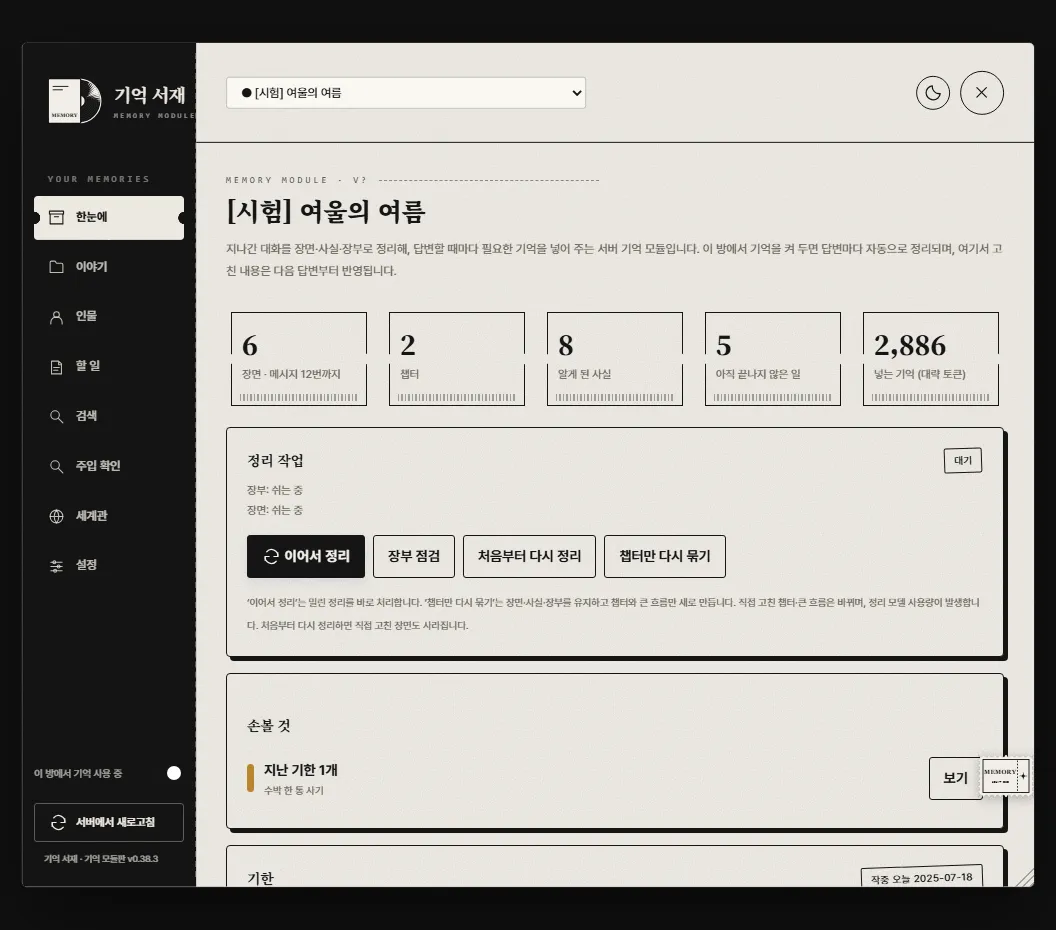 MEMORY
기억 서재
MEMORY MODULE
YOUR MEMORIES
한눈에
이야기
인물
할 일
검색
주입 확인
세계관
설정
이 방에서 기억 사용 중
서버에서 새로고침
기억 서재 · 기억 모듈판 v0.38.3
[시험] 여울의 여름
MEMORY MODULE · V?
[시험] 여울의 여름
지나간 대화를 장면·사실·장부로 정리해, 답변할 때마다 필요한 기억을 넣어 주는 서버 기억 모듈입니다. 이 방에서 기억을 켜 두면 답변마다 자동으로 정리되며, 여기서 고
친 내용은 다음 답변부터 반영됩니다.
6
장면 · 메시지 12번까지
2
챕터
8
알게 된 사실
5
아직 끝나지 않은 일
2,886
넣는 기억 (대략 토큰)
정리 작업
대기
장부: 쉬는 중
장면: 쉬는 중
이어서 정리
장부 점검
처음부터 다시 정리
챕터만 다시 묶기
‘이어서 정리’는 밀린 정리를 바로 처리합니다. ‘챕터만 다시 묶기’는 장면·사실·장부를 유지하고 챕터와 큰 흐름만 새로 만듭니다. 직접 고친 챕터·큰 흐름은 바뀌며, 정리 모델 사용량이 발생합니
다. 처음부터 다시 정리하면 직접 고친 장면도 사라집니다.
손볼 것
지난 기한 1개
수박 한 통 사기
보기
MEMORY
기한
작중 오늘 2025-07-18